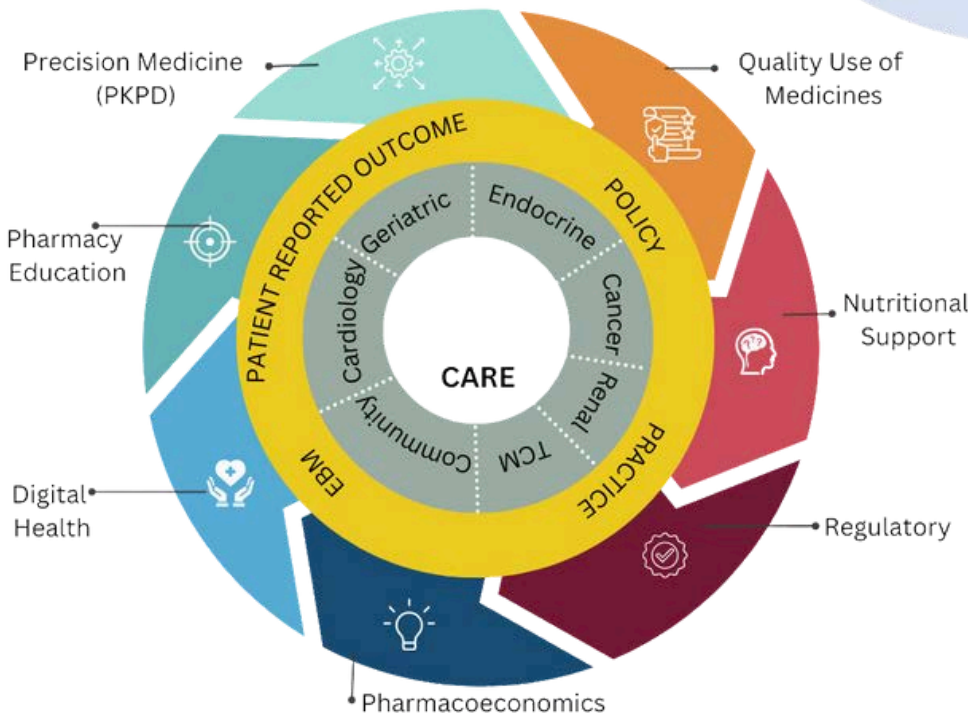 Precision Medicine
(PKPD)
Quality Use of
Medicines
Pharmacy
Education
Nutritional
Support
Digital
Health
Regulatory
Pharmacoeconomics
PATIENT REPORTED OUTCOME
POLICY
PRACTICE
EBM
Geriatric
Endocrine
Cancer
Renal
TCM
Community
Cardiology
CARE
???